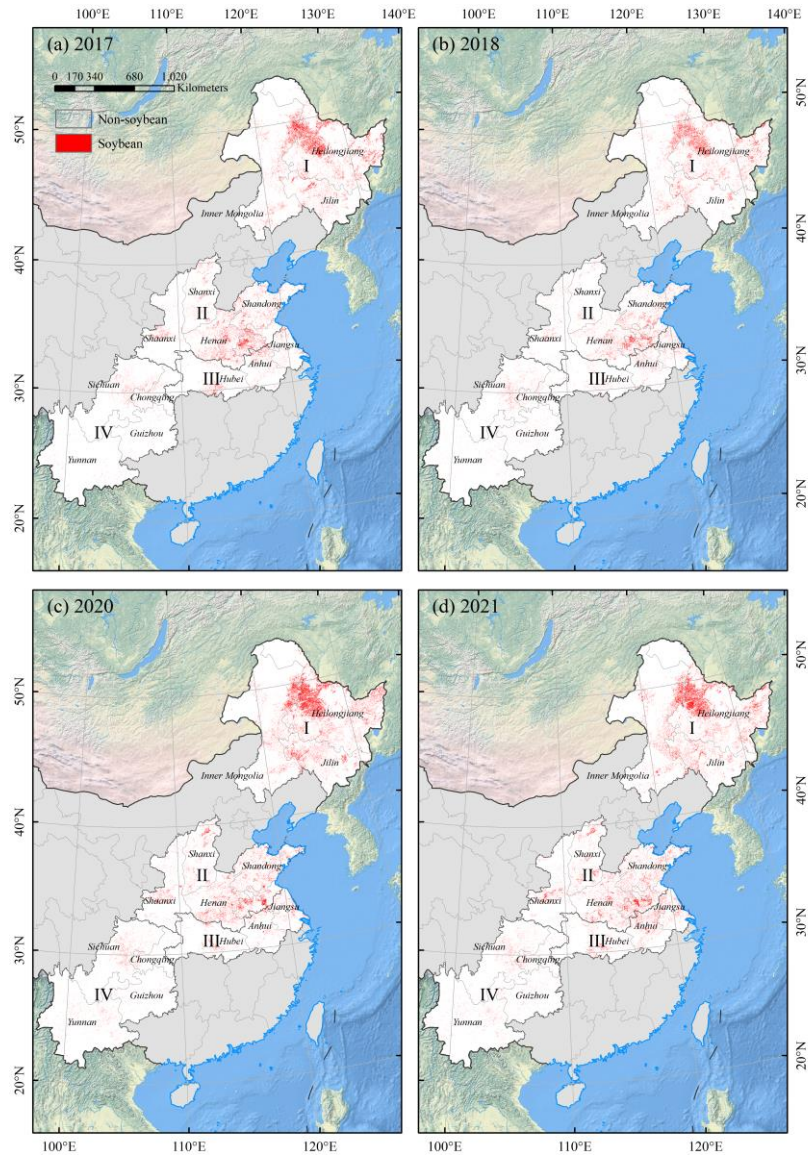 100°E 110°E 120°E 130°E 140°E 100°E 110°E 120°E 130°E 140°E
(a) 2017
0 170 340 680 1,020
Kilometers
Non-soybean
Soybean
50°N
40°N
30°N
20°N
Heilongjiang
I
Jilin
Inner Mongolia
Shanxi
II
Shandong
Shaanxi
Henan
Jiangsu
Anhui
III
Hubei
Sichuan
Chongqing
IV
Guizhou
Yunnan
(b) 2018
50°N
40°N
30°N
20°N
Heilongjiang
I
Jilin
Inner Mongolia
Shanxi
II
Shandong
Shaanxi
Henan
Jiangsu
Anhui
III
Hubei
Sichuan
Chongqing
IV
Guizhou
Yunnan
(c) 2020
50°N
40°N
30°N
20°N
Heilongjiang
I
Jilin
Inner Mongolia
Shanxi
II
Shandong
Shaanxi
Henan
Jiangsu
Anhui
III
Hubei
Sichuan
Chongqing
IV
Guizhou
Yunnan
(d) 2021
50°N
40°N
30°N
20°N
Heilongjiang
I
Jilin
Inner Mongolia
Shanxi
II
Shandong
Shaanxi
Henan
Jiangsu
Anhui
III
Hubei
Sichuan
Chongqing
IV
Guizhou
Yunnan
100°E 110°E 120°E 100°E 110°E 120°E